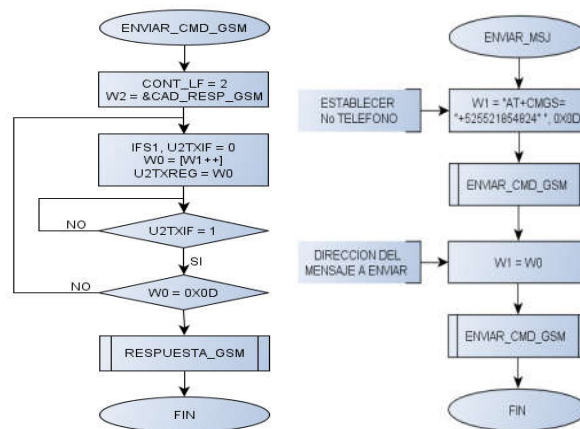 ENVIAR_CMD_GSM
CONT_LF = 2
W2 = &CAD_RESP_GSM
IFS1, U2TXIF = 0
W0 = [W1++]
U2TXREG = W0
NO
U2TXIF = 1
SI
NO
W0 = 0X0D
RESPUESTA_GSM
FIN
ENVIAR_MSJ
ESTABLECER
No TELEFONO
W1 = "AT+CMGS=
"+525521854824" ", 0X0D
ENVIAR_CMD_GSM
DIRECCION DEL
MENSAJE A ENVIAR
W1 = W0
ENVIAR_CMD_GSM
FIN